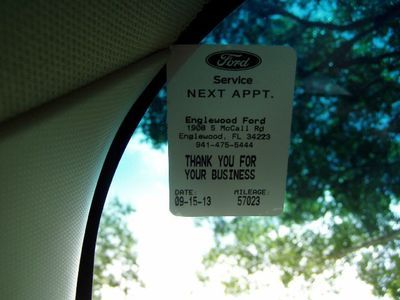 Ford
Service
NEXT APPT.
Englewood Ford
1908 S McCall Rd
Englewood, FL 34223
941-475-5444
THANK YOU FOR
YOUR BUSINESS
DATE: MILEAGE:
09-15-13 57023